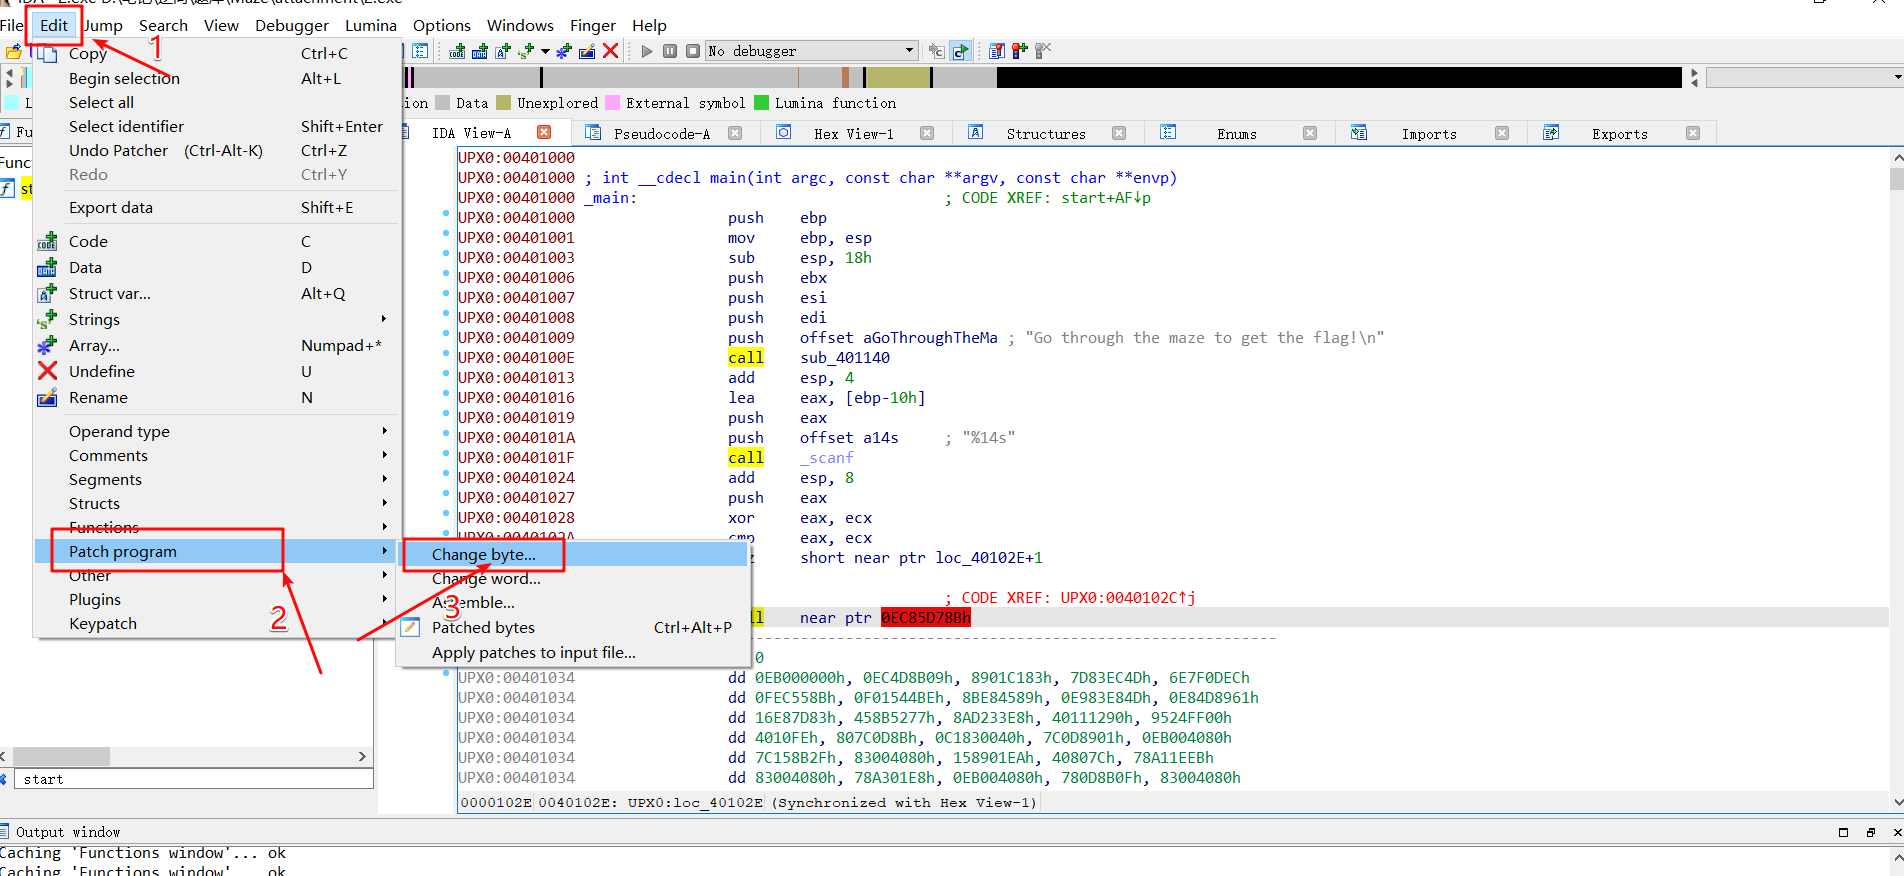 File Edit Jump Search View Debugger Lumina Options Windows Finger Help
1
No debugger
Data Unexplored External symbol Lumina function
IDA View-A Pseudocode-A Hex View-1 Structures Enums Imports Exports
Copy Ctrl+C
Begin selection Alt+L
Select all
Select identifier Shift+Enter
Undo Patcher (Ctrl-Alt-K) Ctrl+Z
Redo Ctrl+Y
Export data Shift+E
Code C
Data D
Struct var... Alt+Q
Strings
Array... Numpad+*
Undefine U
Rename N
Operand type
Comments
Segments
Structs
Functions
Patch program
Other
Plugins
Keypatch
2
Change byte...
Change word...
Assemble...
3
Patched bytes Ctrl+Alt+P
Apply patches to input file...
UPX0:00401000
UPX0:00401000 ; int __cdecl main(int argc, const char **argv, const char **envp)
UPX0:00401000 _main: ; CODE XREF: start+AF↓p
UPX0:00401000 push ebp
UPX0:00401001 mov ebp, esp
UPX0:00401003 sub esp, 18h
UPX0:00401006 push ebx
UPX0:00401007 push esi
UPX0:00401008 push edi
UPX0:00401009 push offset aGoThroughTheMa ; "Go through the maze to get the flag!\n"
UPX0:0040100E call sub_401140
UPX0:00401013 add esp, 4
UPX0:00401016 lea eax, [ebp-10h]
UPX0:00401019 push eax
UPX0:0040101A push offset a14s ; "%14s"
UPX0:0040101F call _scanf
UPX0:00401024 add esp, 8
UPX0:00401027 push eax
UPX0:00401028 xor eax, ecx
UPX0:0040102A cmp eax, ecx
short near ptr loc_40102E+1
; CODE XREF: UPX0:0040102C↑j
near ptr 0EC85D78Bh
0
UPX0:00401034 dd 0EB000000h, 0EC4D8B09h, 8901C183h, 7D83EC4Dh, 6E7F0DECh
UPX0:00401034 dd 0FEC558Bh, 0F01544BEh, 8BE84589h, 0E983E84Dh, 0E84D8961h
UPX0:00401034 dd 16E87D83h, 458B5277h, 8AD233E8h, 40111290h, 9524FF00h
UPX0:00401034 dd 4010FEh, 807C0D8Bh, 0C1830040h, 7C0D8901h, 0EB004080h
UPX0:00401034 dd 7C158B2Fh, 83004080h, 158901EAh, 40807Ch, 78A11EEBh
UPX0:00401034 dd 83004080h, 78A301E8h, 0EB004080h, 780D8B0Fh, 83004080h
0000102E 0040102E: UPX0:loc_40102E (Synchronized with Hex View-1)
start
Output window
Caching 'Functions window'... ok
Caching 'Functions window' ok